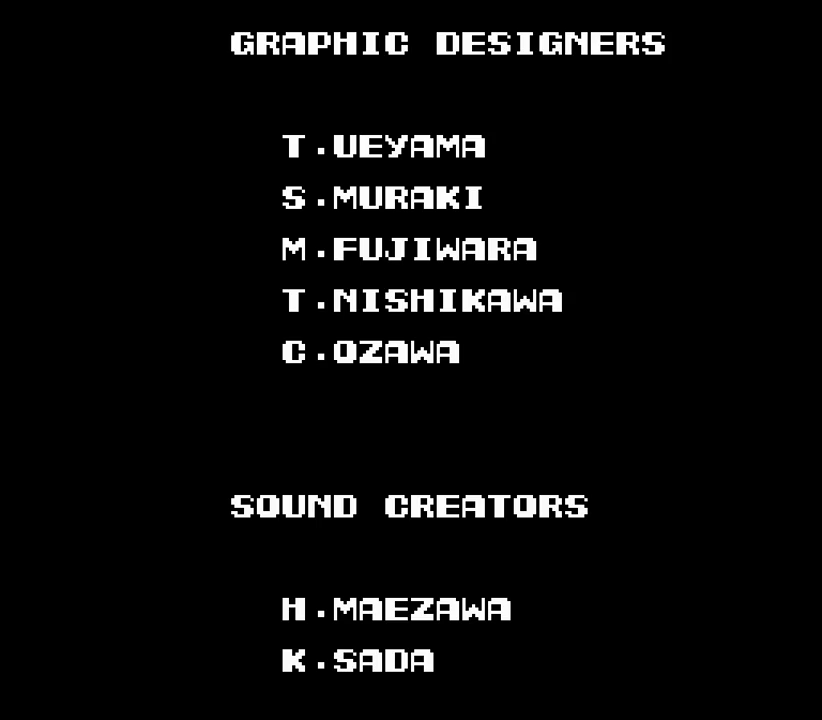 GRAPHIC DESIGNERS
T.UEYAMA
S.MURAKI
M.FUJIWARA
T.NISHIKAWA
C.OZAWA
SOUND CREATORS
H.MAEZAWA
K.SADA